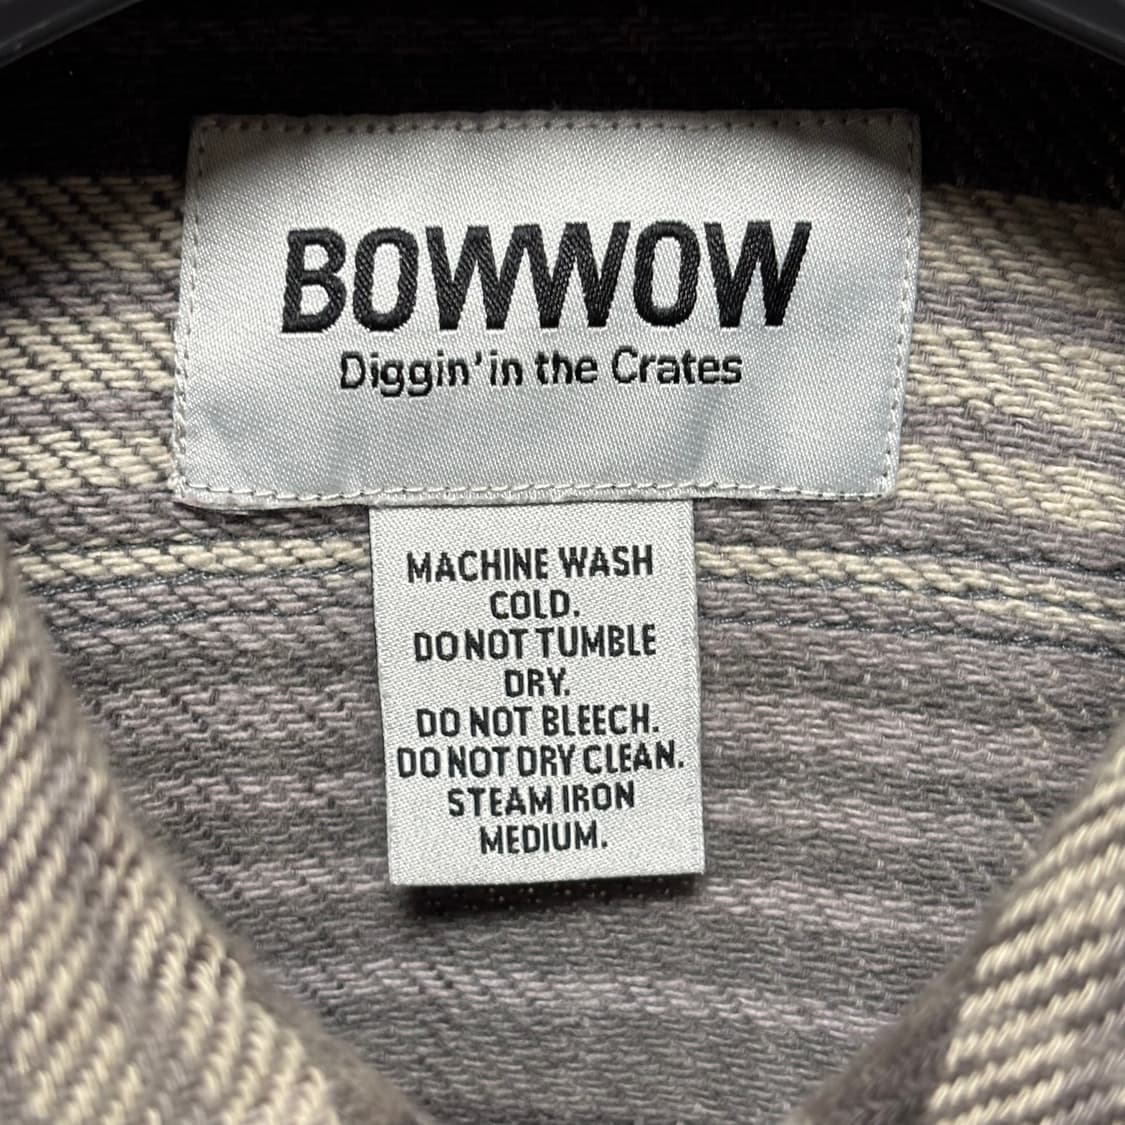 BOWWOW
Diggin' in the Crates
MACHINE WASH
COLD.
DO NOT TUMBLE
DRY.
DO NOT BLEECH.
DO NOT DRY CLEAN.
STEAM IRON
MEDIUM.